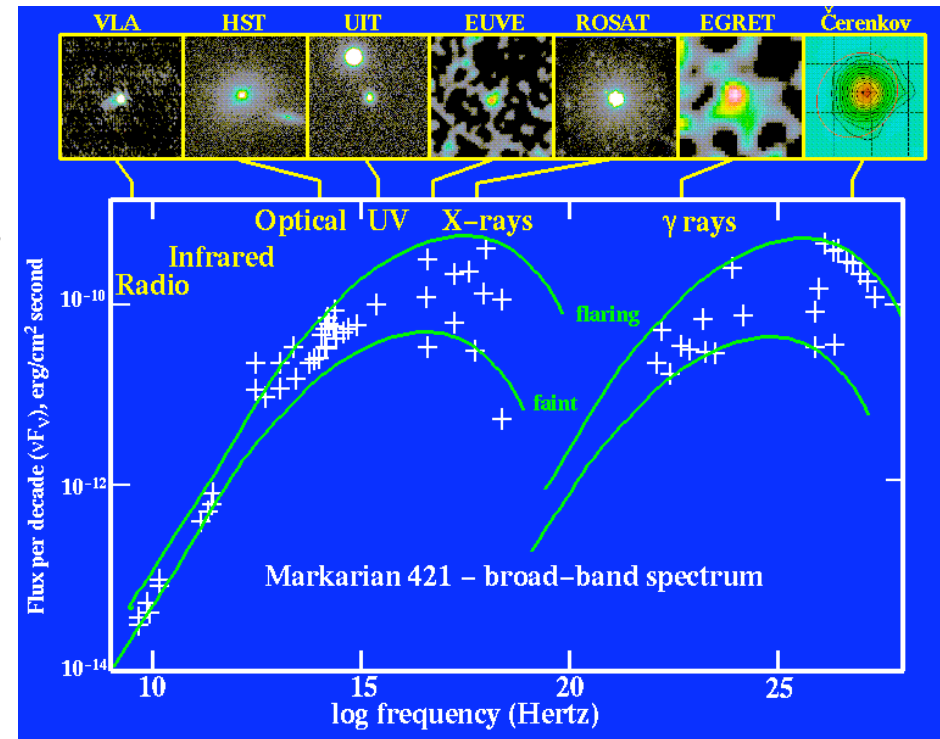 VLA HST UIT EUVE ROSAT EGRET Čerenkov
Optical UV X–rays γ rays
Infrared
Radio
flaring
faint
Flux per decade (νFν), erg/cm² second
10⁻¹⁰
10⁻¹²
10⁻¹⁴
Markarian 421 – broad–band spectrum
10 15 20 25
log frequency (Hertz)